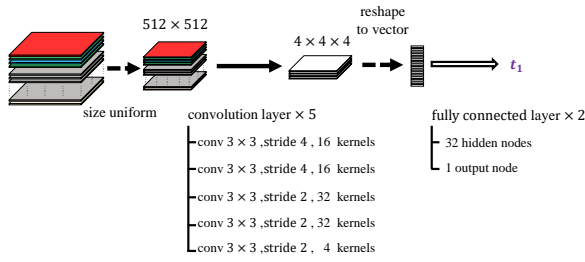 512 × 512
reshape
to vector
4 × 4 × 4
t₁
size uniform
convolution layer × 5
conv 3 × 3 ,stride 4 , 16 kernels
conv 3 × 3 ,stride 4 , 16 kernels
conv 3 × 3 ,stride 2 , 32 kernels
conv 3 × 3 ,stride 2 , 32 kernels
conv 3 × 3 ,stride 2 , 4 kernels
fully connected layer × 2
32 hidden nodes
1 output node